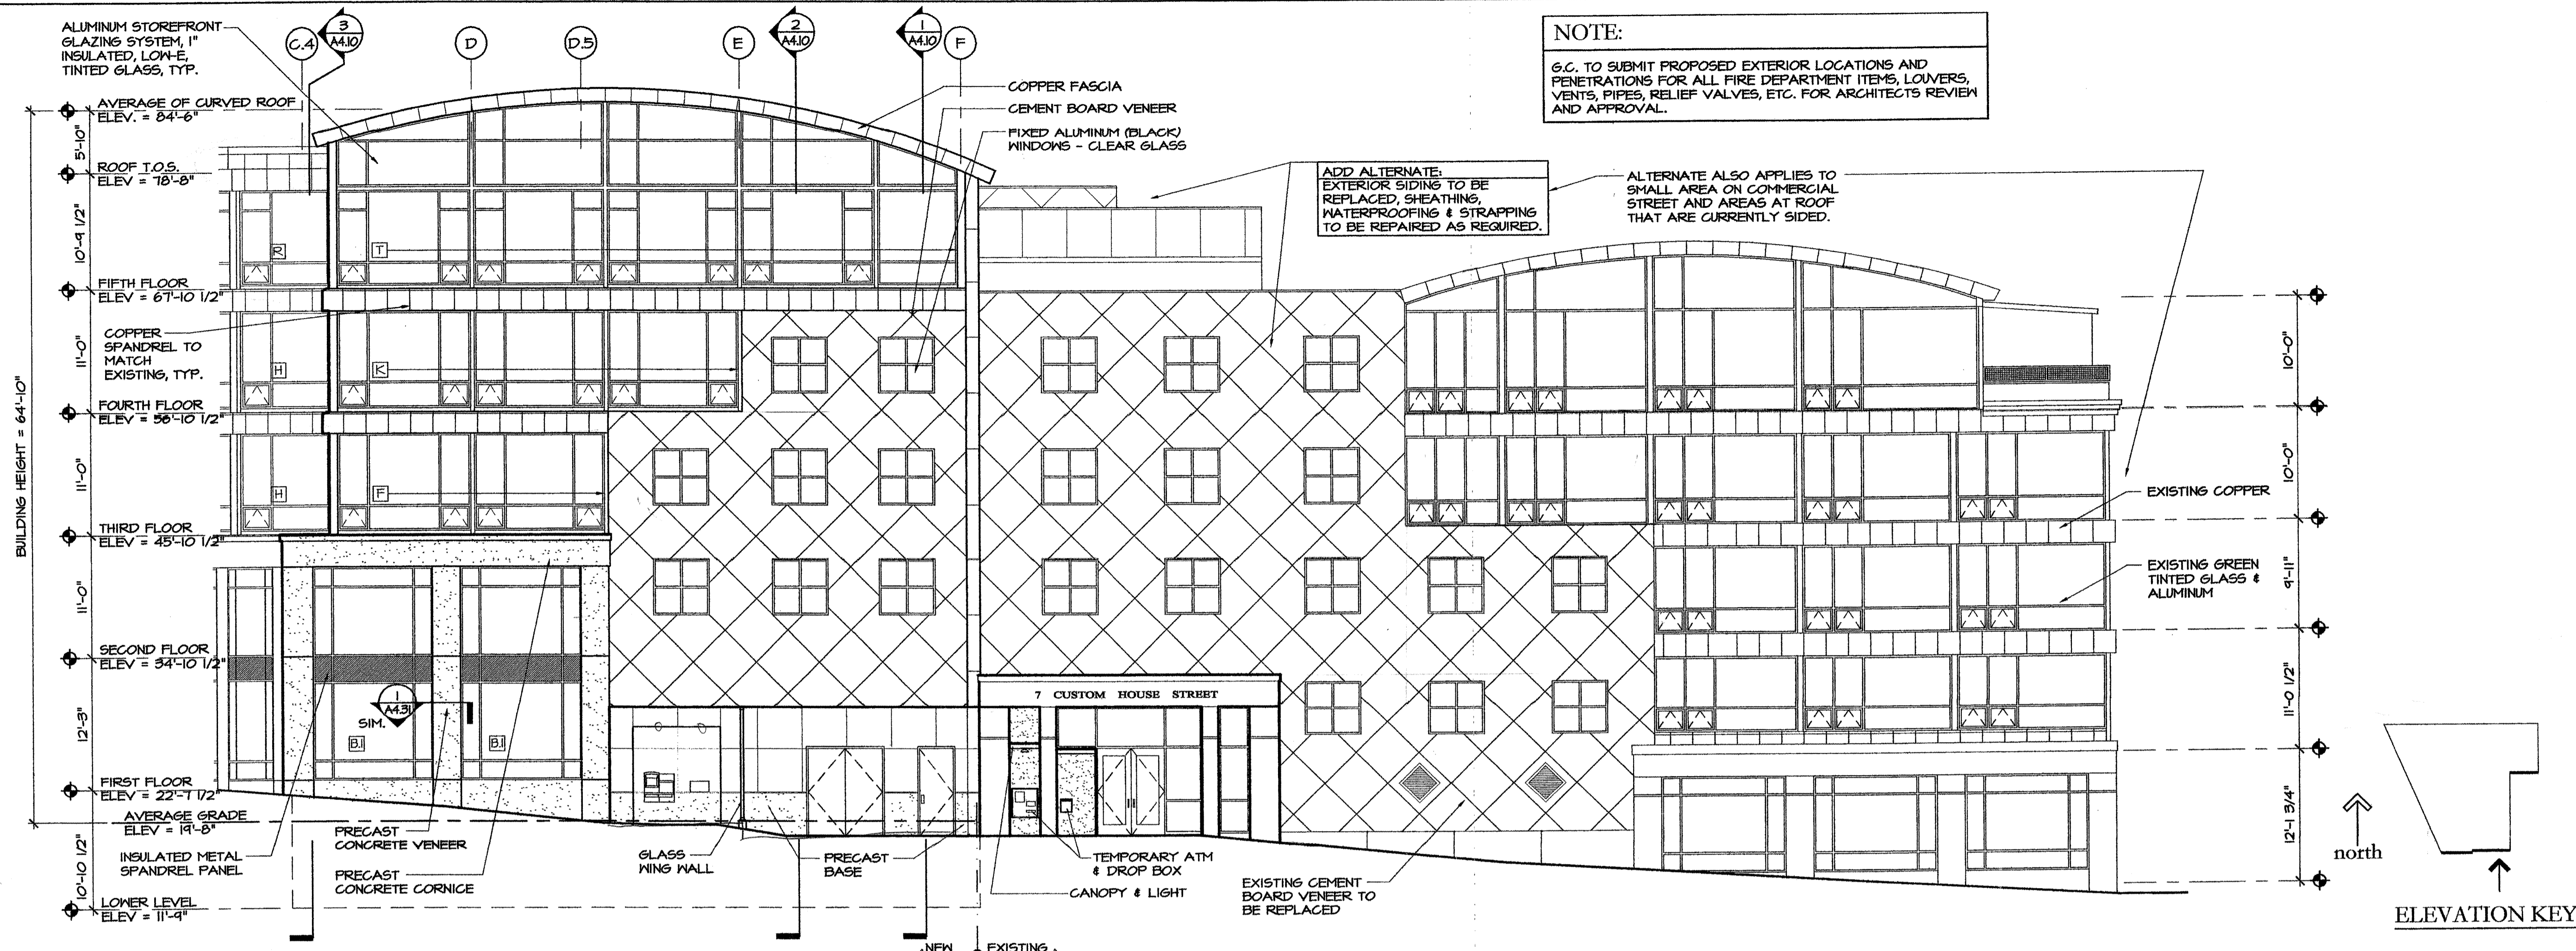 ALUMINUM STOREFRONT
GLAZING SYSTEM, 1"
INSULATED, LOW-E,
TINTED GLASS, TYP.
C.4
3
A4.10
D
D.5
E
2
A4.10
1
A4.10
F
NOTE:
G.C. TO SUBMIT PROPOSED EXTERIOR LOCATIONS AND
PENETRATIONS FOR ALL FIRE DEPARTMENT ITEMS, LOUVERS,
VENTS, PIPES, RELIEF VALVES, ETC. FOR ARCHITECTS REVIEW
AND APPROVAL.
COPPER FASCIA
CEMENT BOARD VENEER
FIXED ALUMINUM (BLACK)
WINDOWS - CLEAR GLASS
ADD ALTERNATE:
EXTERIOR SIDING TO BE
REPLACED, SHEATHING,
WATERPROOFING & STRAPPING
TO BE REPAIRED AS REQUIRED.
ALTERNATE ALSO APPLIES TO
SMALL AREA ON COMMERCIAL
STREET AND AREAS AT ROOF
THAT ARE CURRENTLY SIDED.
AVERAGE OF CURVED ROOF
ELEV. = 84'-6"
5'-10"
ROOF T.O.S.
ELEV = 78'-8"
10'-9 1/2"
R
T
FIFTH FLOOR
ELEV = 67'-10 1/2"
COPPER
SPANDREL TO
MATCH
EXISTING, TYP.
11'-0"
H
K
10'-0"
FOURTH FLOOR
ELEV = 56'-10 1/2"
BUILDING HEIGHT = 64'-10"
11'-0"
H
F
10'-0"
EXISTING COPPER
THIRD FLOOR
ELEV = 45'-10 1/2"
11'-0"
9'-11"
EXISTING GREEN
TINTED GLASS &
ALUMINUM
SECOND FLOOR
ELEV = 34'-10 1/2"
12'-3"
1
A4.31
SIM.
B.1
B.1
7 CUSTOM HOUSE STREET
11'-0 1/2"
FIRST FLOOR
ELEV = 22'-7 1/2"
AVERAGE GRADE
ELEV = 19'-8"
12'-1 3/4"
10'-10 1/2"
INSULATED METAL
SPANDREL PANEL
PRECAST
CONCRETE VENEER
PRECAST
CONCRETE CORNICE
GLASS
WING WALL
PRECAST
BASE
TEMPORARY ATM
& DROP BOX
CANOPY & LIGHT
EXISTING CEMENT
BOARD VENEER TO
BE REPLACED
LOWER LEVEL
ELEV = 11'-9"
NEW
EXISTING
north
ELEVATION KEY